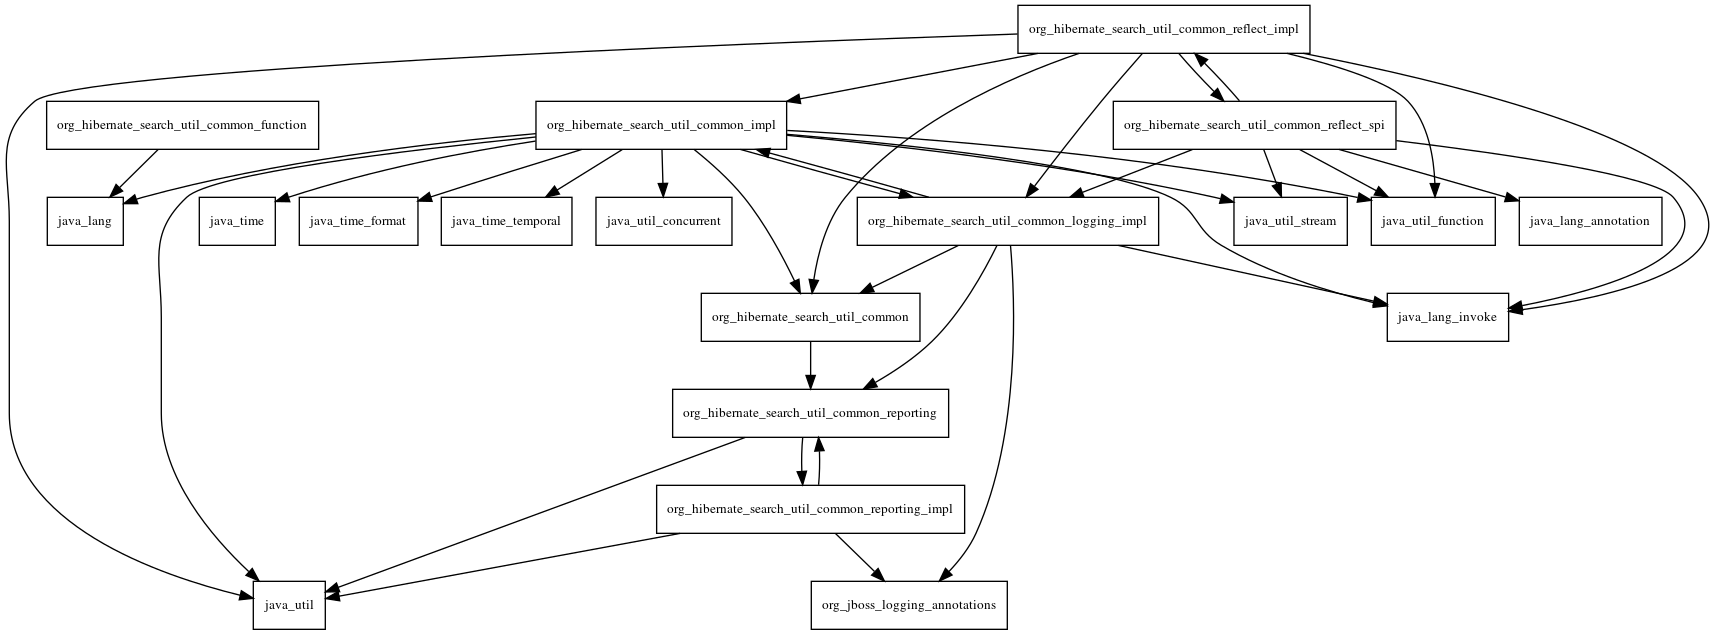 org_hibernate_search_util_common_reflect_impl
org_hibernate_search_util_common_function
org_hibernate_search_util_common_impl
org_hibernate_search_util_common_reflect_spi
java_lang
java_time
java_time_format
java_time_temporal
java_util_concurrent
org_hibernate_search_util_common_logging_impl
java_util_stream
java_util_function
java_lang_annotation
org_hibernate_search_util_common
java_lang_invoke
org_hibernate_search_util_common_reporting
org_hibernate_search_util_common_reporting_impl
java_util
org_jboss_logging_annotations